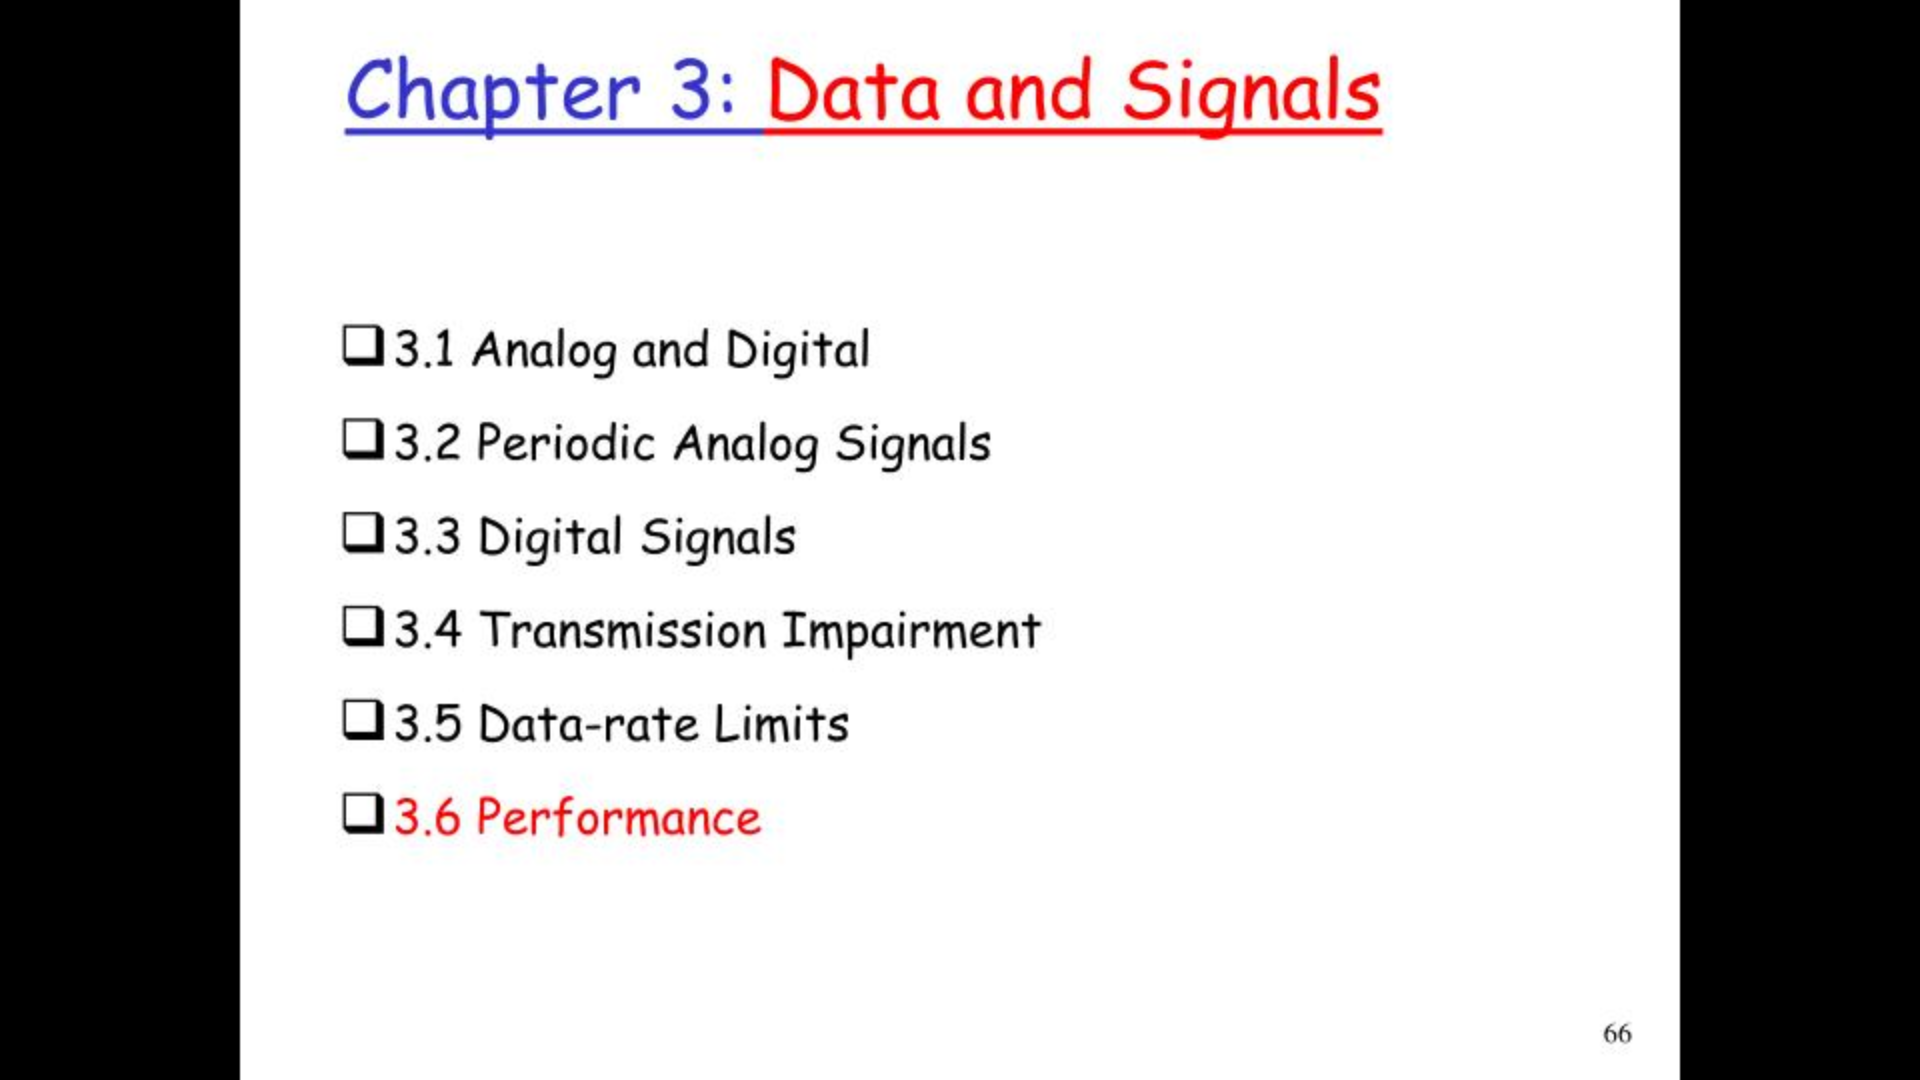 Chapter 3: Data and Signals
3.1 Analog and Digital
3.2 Periodic Analog Signals
3.3 Digital Signals
3.4 Transmission Impairment
3.5 Data-rate Limits
3.6 Performance
66